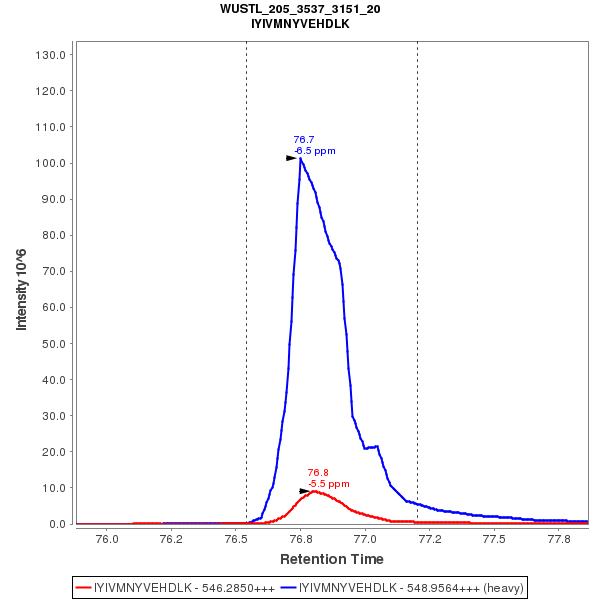 WUSTL_205_3537_3151_20
IYIVMNYVEHDLK
Intensity 10^6
130.0
120.0
110.0
100.0
90.0
80.0
70.0
60.0
50.0
40.0
30.0
20.0
10.0
0.0
76.7
-6.5 ppm
76.8
-5.5 ppm
76.0 76.2 76.5 76.8 77.0 77.2 77.5 77.8
Retention Time
IYIVMNYVEHDLK - 546.2850+++ IYIVMNYVEHDLK - 548.9564+++ (heavy)